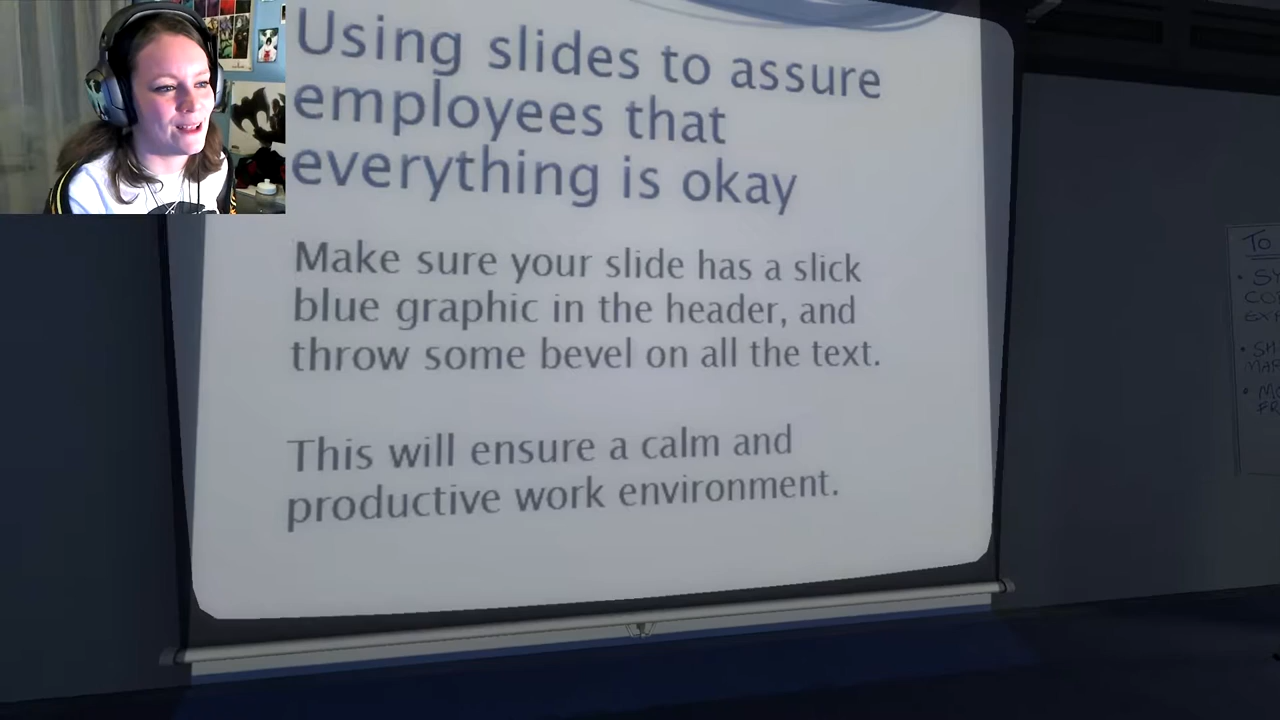 Using slides to assure
employees that
everything is okay
Make sure your slide has a slick
blue graphic in the header, and
throw some bevel on all the text.
This will ensure a calm and
productive work environment.
To